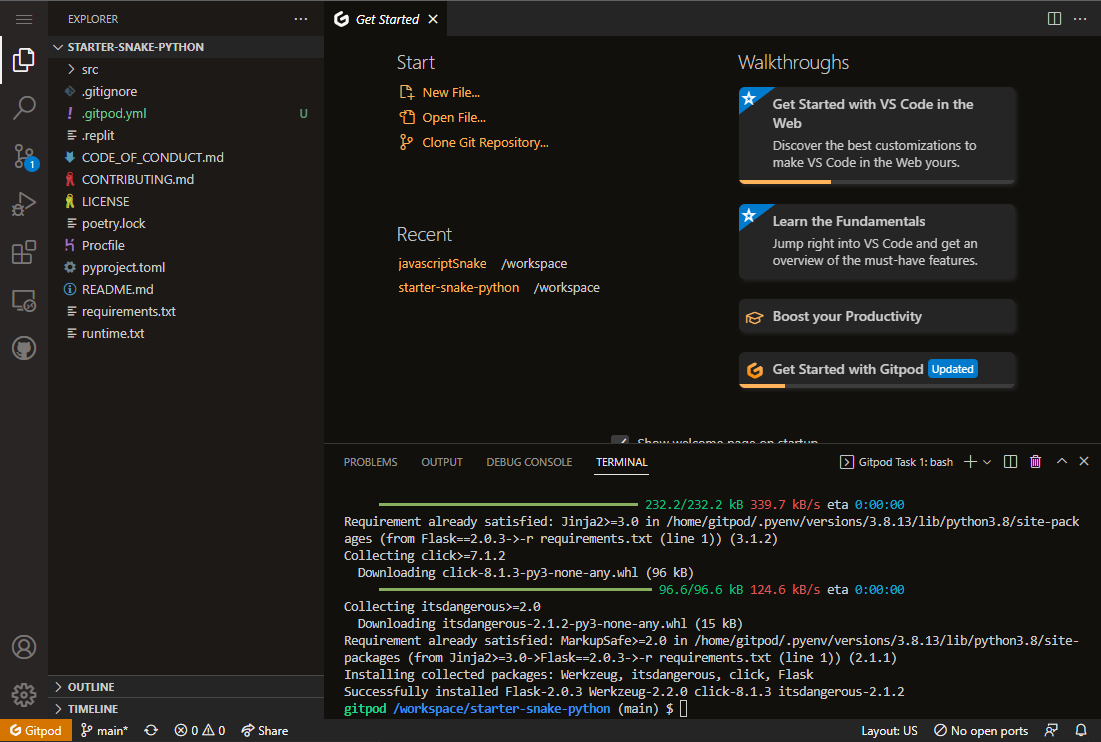 EXPLORER
STARTER-SNAKE-PYTHON
src
.gitignore
.gitpod.yml U
.replit
CODE_OF_CONDUCT.md
CONTRIBUTING.md
LICENSE
poetry.lock
Procfile
pyproject.toml
README.md
requirements.txt
runtime.txt
OUTLINE
TIMELINE
1
Get Started
Start
New File...
Open File...
Clone Git Repository...
Recent
javascriptSnake /workspace
starter-snake-python /workspace
Walkthroughs
Get Started with VS Code in the
Web
Discover the best customizations to
make VS Code in the Web yours.
Learn the Fundamentals
Jump right into VS Code and get an
overview of the must-have features.
Boost your Productivity
Get Started with Gitpod Updated
Show welcome page on startup
PROBLEMS OUTPUT DEBUG CONSOLE TERMINAL
Gitpod Task 1: bash
232.2/232.2 kB 339.7 kB/s eta 0:00:00
Requirement already satisfied: Jinja2>=3.0 in /home/gitpod/.pyenv/versions/3.8.13/lib/python3.8/site-pack
ages (from Flask==2.0.3->-r requirements.txt (line 1)) (3.1.2)
Collecting click>=7.1.2
Downloading click-8.1.3-py3-none-any.whl (96 kB)
96.6/96.6 kB 124.6 kB/s eta 0:00:00
Collecting itsdangerous>=2.0
Downloading itsdangerous-2.1.2-py3-none-any.whl (15 kB)
Requirement already satisfied: MarkupSafe>=2.0 in /home/gitpod/.pyenv/versions/3.8.13/lib/python3.8/site-
packages (from Jinja2>=3.0->Flask==2.0.3->-r requirements.txt (line 1)) (2.1.1)
Installing collected packages: Werkzeug, itsdangerous, click, Flask
Successfully installed Flask-2.0.3 Werkzeug-2.2.0 click-8.1.3 itsdangerous-2.1.2
gitpod /workspace/starter-snake-python (main) $
Gitpod main* 0 0 Share Layout: US No open ports